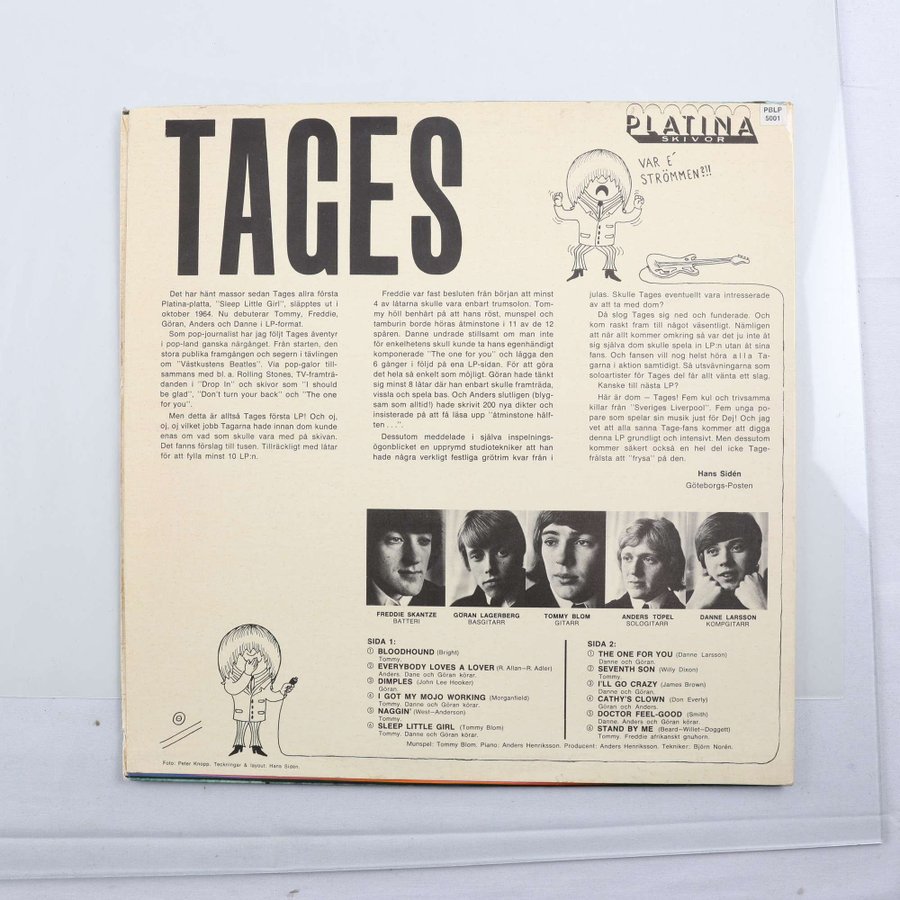 TAGES
PLATINA
SKIVOR
PBLP
5001
VAR E´
STRÖMMEN?!!
Det har hänt massor sedan Tages allra första
Platina-platta, "Sleep Little Girl", släpptes ut i
oktober 1964. Nu debuterar Tommy, Freddie,
Göran, Anders och Danne i LP-format.
Som pop-journalist har jag följt Tages äventyr
i pop-land ganska närgånget. Från starten, den
stora publika framgången och segern i tävlingen
om "Västkustens Beatles". Via pop-galor till-
sammans med bl. a. Rolling Stones, TV-framträ-
danden i "Drop In" och skivor som "I should
be glad", "Don't turn your back" och "The one
for you".
Men detta är alltså Tages första LP! Och oj,
oj, oj vilket jobb Tagarna hade innan dom kunde
enas om vad som skulle vara med på skivan.
Det fanns förslag till tusen. Tillräckligt med låtar
för att fylla minst 10 LP:n.
Freddie var fast besluten från början att minst
4 av låtarna skulle vara enbart trumsolon. Tom-
my höll benhårt på att hans röst, munspel och
tamburin borde höras åtminstone i 11 av de 12
spåren. Danne undrade stillsamt om man inte
för enkelhetens skull kunde ta hans egenhändigt
komponerade "The one for you" och lägga den
6 gånger i följd på ena LP-sidan. För att göra
det hela så enkelt som möjligt. Göran hade tänkt
sig minst 8 låtar där han enbart skulle framträda,
vissla och spela bas. Och Anders slutligen (blyg-
sam som alltid!) hade skrivit 200 nya dikter och
insisterade på att få läsa upp "åtminstone hälf-
ten . . .".
Dessutom meddelade i själva inspelnings-
ögonblicket en upprymd studiotekniker att han
hade några verkligt festliga grötrim kvar från i
julas. Skulle Tages eventuellt vara intresserade
av att ta med dom?
Då slog Tages sig ned och funderade. Och
kom raskt fram till något väsentligt. Nämligen
att när allt kommer omkring så var det ju inte åt
sig själva dom skulle spela in LP:n utan åt sina
fans. Och fansen vill nog helst höra a l l a Ta-
garna i aktion samtidigt. Så utsvävningarna som
soloartister för Tages del får allt vänta ett slag.
Kanske till nästa LP?
Här är dom — Tages! Fem kul och trivsamma
killar från "Sveriges Liverpool". Fem unga po-
pare som spelar sin musik just för Dej! Och jag
vet att alla sanna Tage-fans kommer att digga
denna LP grundligt och intensivt. Men dessutom
kommer säkert också en hel del icke Tage-
frälsta att "frysa" på den.
Hans Sidén
Göteborgs-Posten
FREDDIE SKANTZE
BATTERI
GÖRAN LAGERBERG
BASGITARR
TOMMY BLOM
GITARR
ANDERS TÖPEL
SOLOGITARR
DANNE LARSSON
KOMPGITARR
SIDA 1:
① BLOODHOUND (Bright)
Tommy.
② EVERYBODY LOVES A LOVER (R. Allan—R. Adler)
Anders. Dane och Göran körar.
③ DIMPLES (John Lee Hooker)
Göran.
④ I GOT MY MOJO WORKING (Morganfield)
Tommy. Danne och Göran körar.
⑤ NAGGIN' (West—Anderson)
Tommy.
⑥ SLEEP LITTLE GIRL (Tommy Blom)
Tommy. Danne och Göran körar.
SIDA 2:
① THE ONE FOR YOU (Danne Larsson)
Danne och Göran.
② SEVENTH SON (Willy Dixon)
Tommy.
③ I'LL GO CRAZY (James Brown)
Danne och Göran.
④ CATHY'S CLOWN (Don Everly)
Göran och Anders.
⑤ DOCTOR FEEL-GOOD (Smith)
Danne. Anders och Göran körar.
⑥ STAND BY ME (Beard—Willet—Doggett)
Tommy. Freddie afrikanskt gnuhorn.
Munspel: Tommy Blom. Piano: Anders Henriksson. Producent: Anders Henriksson. Tekniker: Björn Norén.
Foto: Peter Knopp. Teckningar & layout: Hans Sidén.